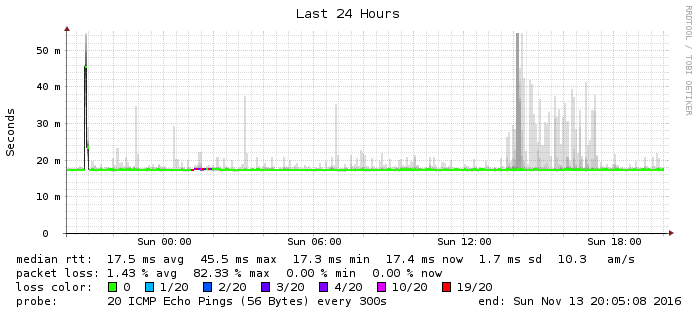 Last 24 Hours
RRDTOOL / TOBI OETIKER
Seconds
50 m
40 m
30 m
20 m
10 m
0
Sun 00:00 Sun 06:00 Sun 12:00 Sun 18:00
median rtt: 17.5 ms avg 45.5 ms max 17.3 ms min 17.4 ms now 1.7 ms sd 10.3 am/s
packet loss: 1.43 % avg 82.33 % max 0.00 % min 0.00 % now
loss color: 0 1/20 2/20 3/20 4/20 10/20 19/20
probe: 20 ICMP Echo Pings (56 Bytes) every 300s end: Sun Nov 13 20:05:08 2016